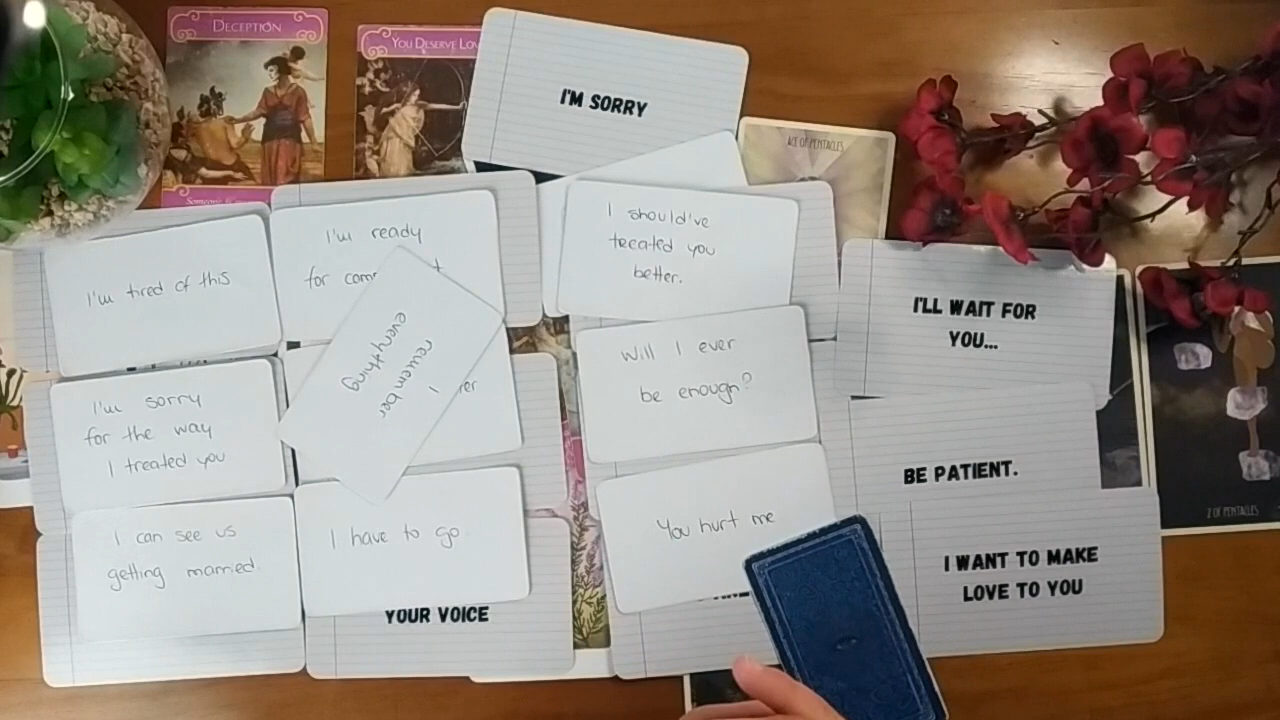 DECEPTION
YOU DESERVE
I'M SORRY
ACE OF PENTACLES
I'm tired of this
I'm ready
for
I should've
treated you
better.
I'LL WAIT FOR
YOU...
I'm sorry
for the way
I treated you
I
remember
everything
Will I ever
be enough?
BE PATIENT.
2 OF PENTACLES
I can see us
getting married.
I have to go
YOUR VOICE
You hurt me
I WANT TO MAKE
LOVE TO YOU